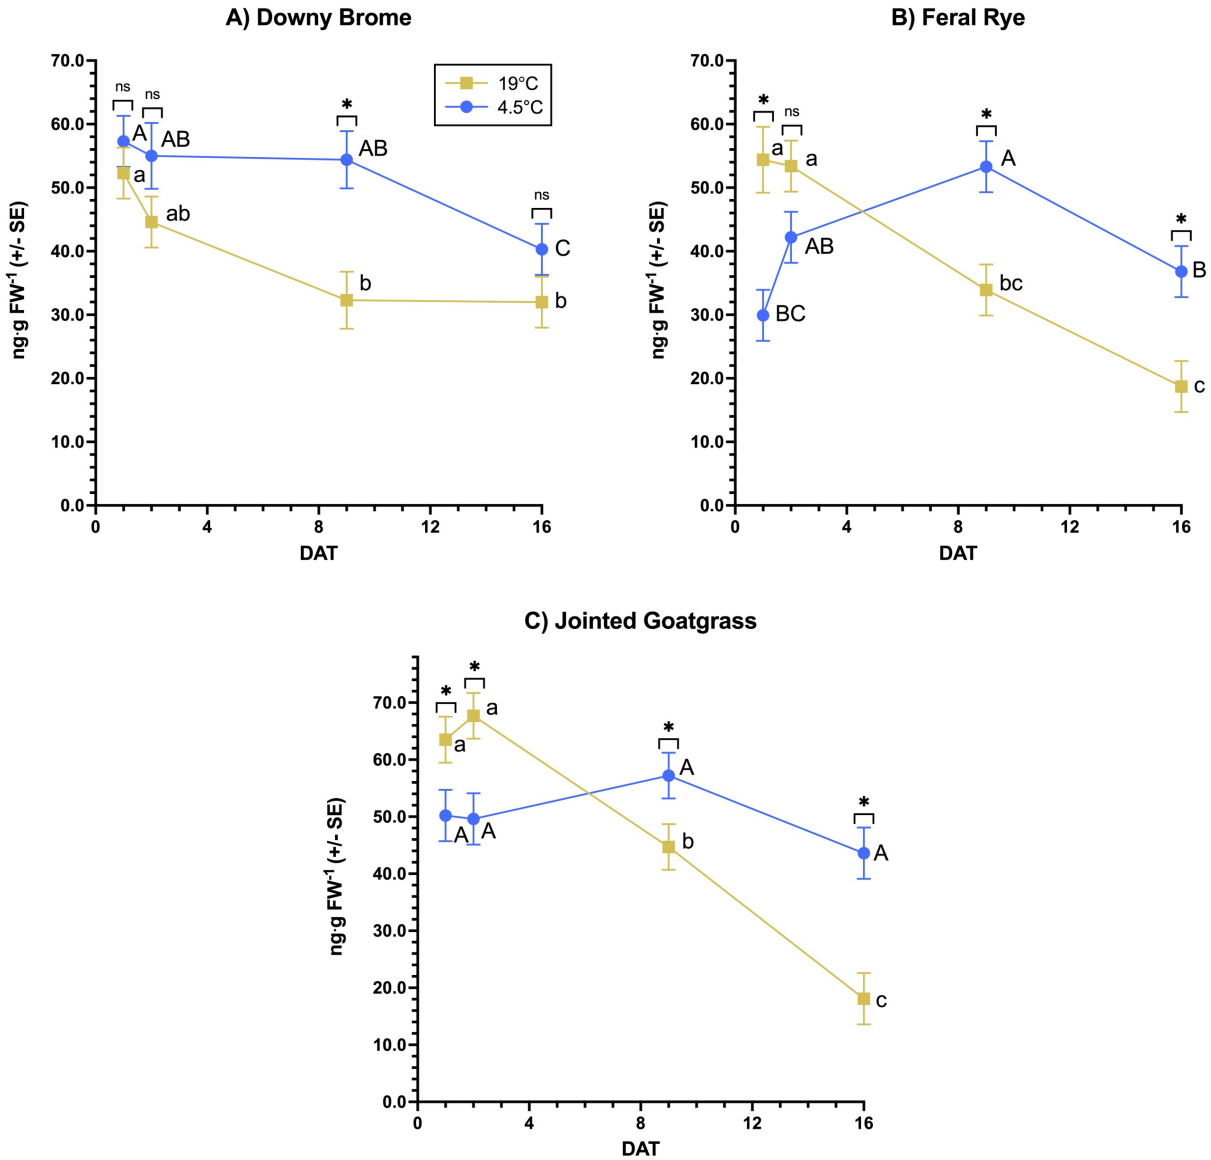 A) Downy Brome
B) Feral Rye
70.0
60.0
50.0
40.0
30.0
20.0
10.0
0.0
ng·g FW⁻¹ (+/- SE)
ns
ns
*
ns
A
AB
AB
C
a
ab
b
b
19°C
4.5°C
0 4 8 12 16
DAT
70.0
60.0
50.0
40.0
30.0
20.0
10.0
0.0
ng·g FW⁻¹ (+/- SE)
*
ns
*
*
a
a
bc
c
BC
AB
A
B
0 4 8 12 16
DAT
C) Jointed Goatgrass
70.0
60.0
50.0
40.0
30.0
20.0
10.0
0.0
ng·g FW⁻¹ (+/- SE)
*
*
*
*
a
a
b
c
A
A
A
A
0 4 8 12 16
DAT